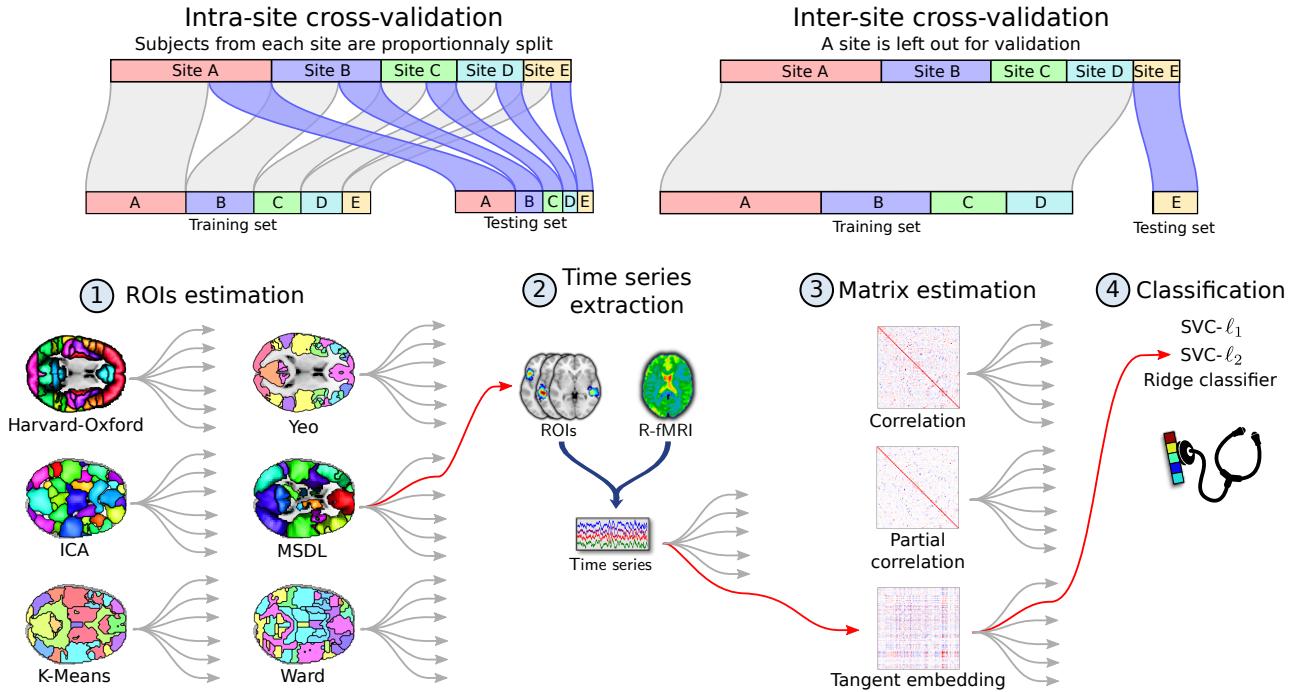 Intra-site cross-validation
Subjects from each site are proportionnaly split
Site A Site B Site C Site D Site E
A B C D E
Training set
A B C D E
Testing set
Inter-site cross-validation
A site is left out for validation
Site A Site B Site C Site D Site E
A B C D
Training set
E
Testing set
1 ROIs estimation
Harvard-Oxford
Yeo
ICA
MSDL
K-Means
Ward
2 Time series
extraction
ROIs
R-fMRI
Time series
3 Matrix estimation
Correlation
Partial
correlation
Tangent embedding
4 Classification
SVC-ℓ1
SVC-ℓ2
Ridge classifier